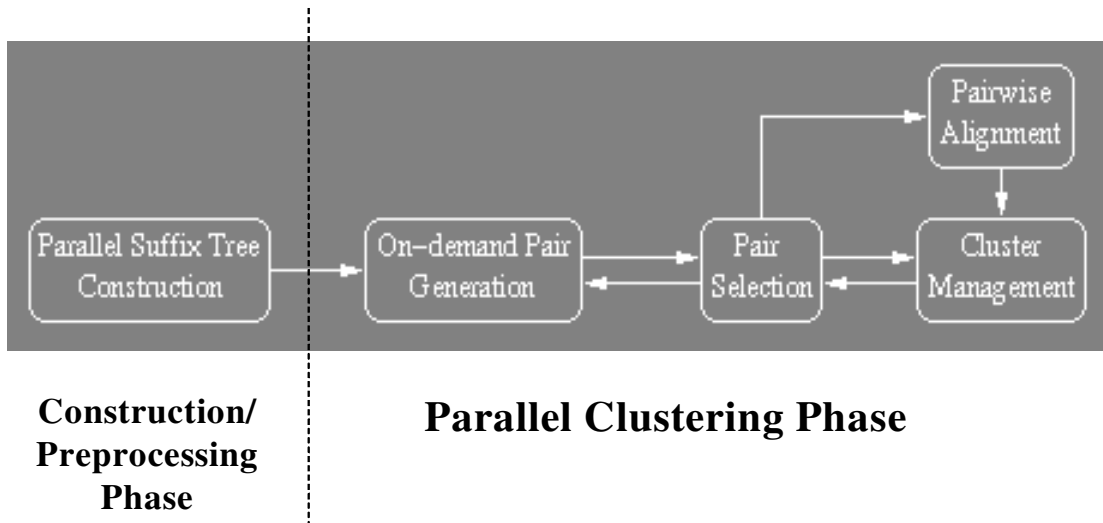 Pairwise
Alignment
Parallel Suffix Tree
Construction
On-demand Pair
Generation
Pair
Selection
Cluster
Management
Construction/
Preprocessing
Phase
Parallel Clustering Phase